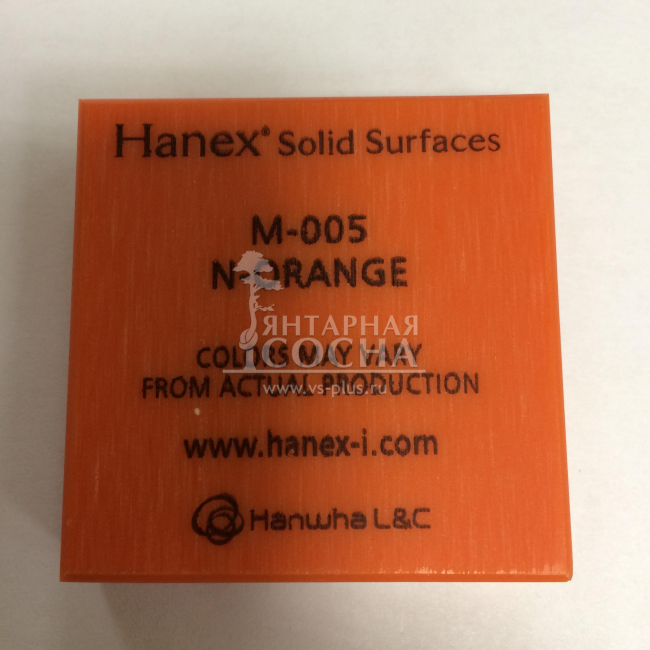 Hanex® Solid Surfaces
M-005
N-ORANGE
ЯНТАРНАЯ
СОСНА
COLORS MAY VARY
FROM ACTUAL PRODUCTION
www.vs-plus.ru
www.hanex-i.com
Hanwha L&C